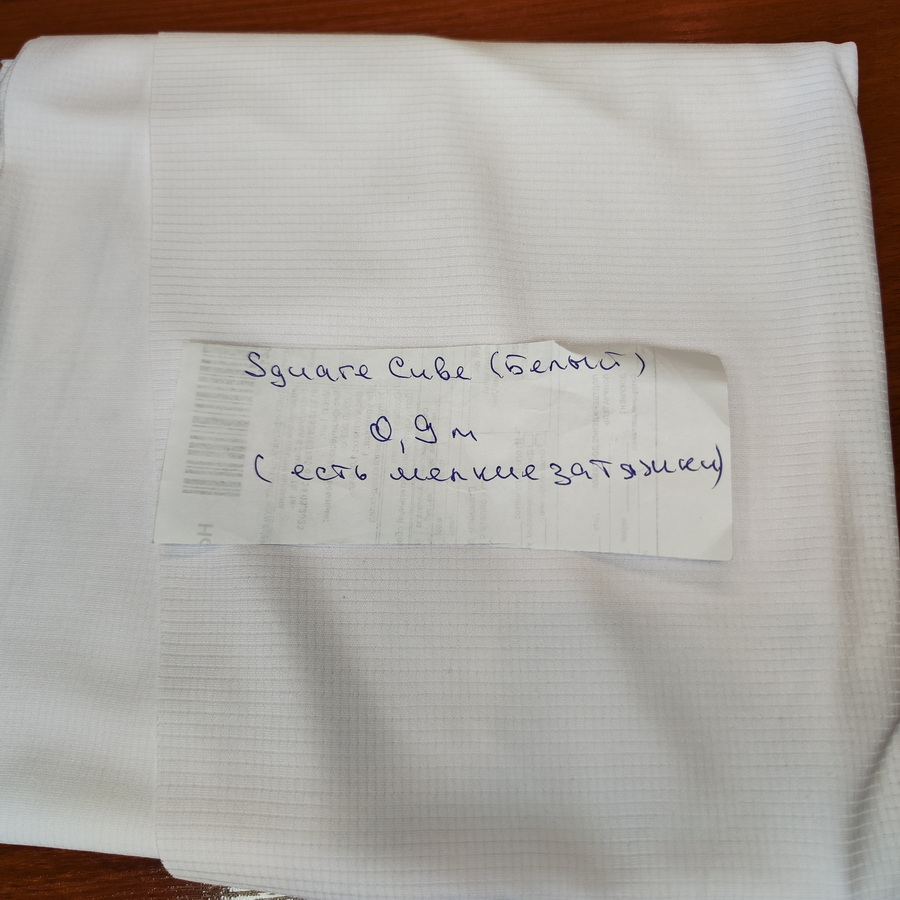 Square Cube (Белый)
0,9 м
(есть мелкие затяжки)